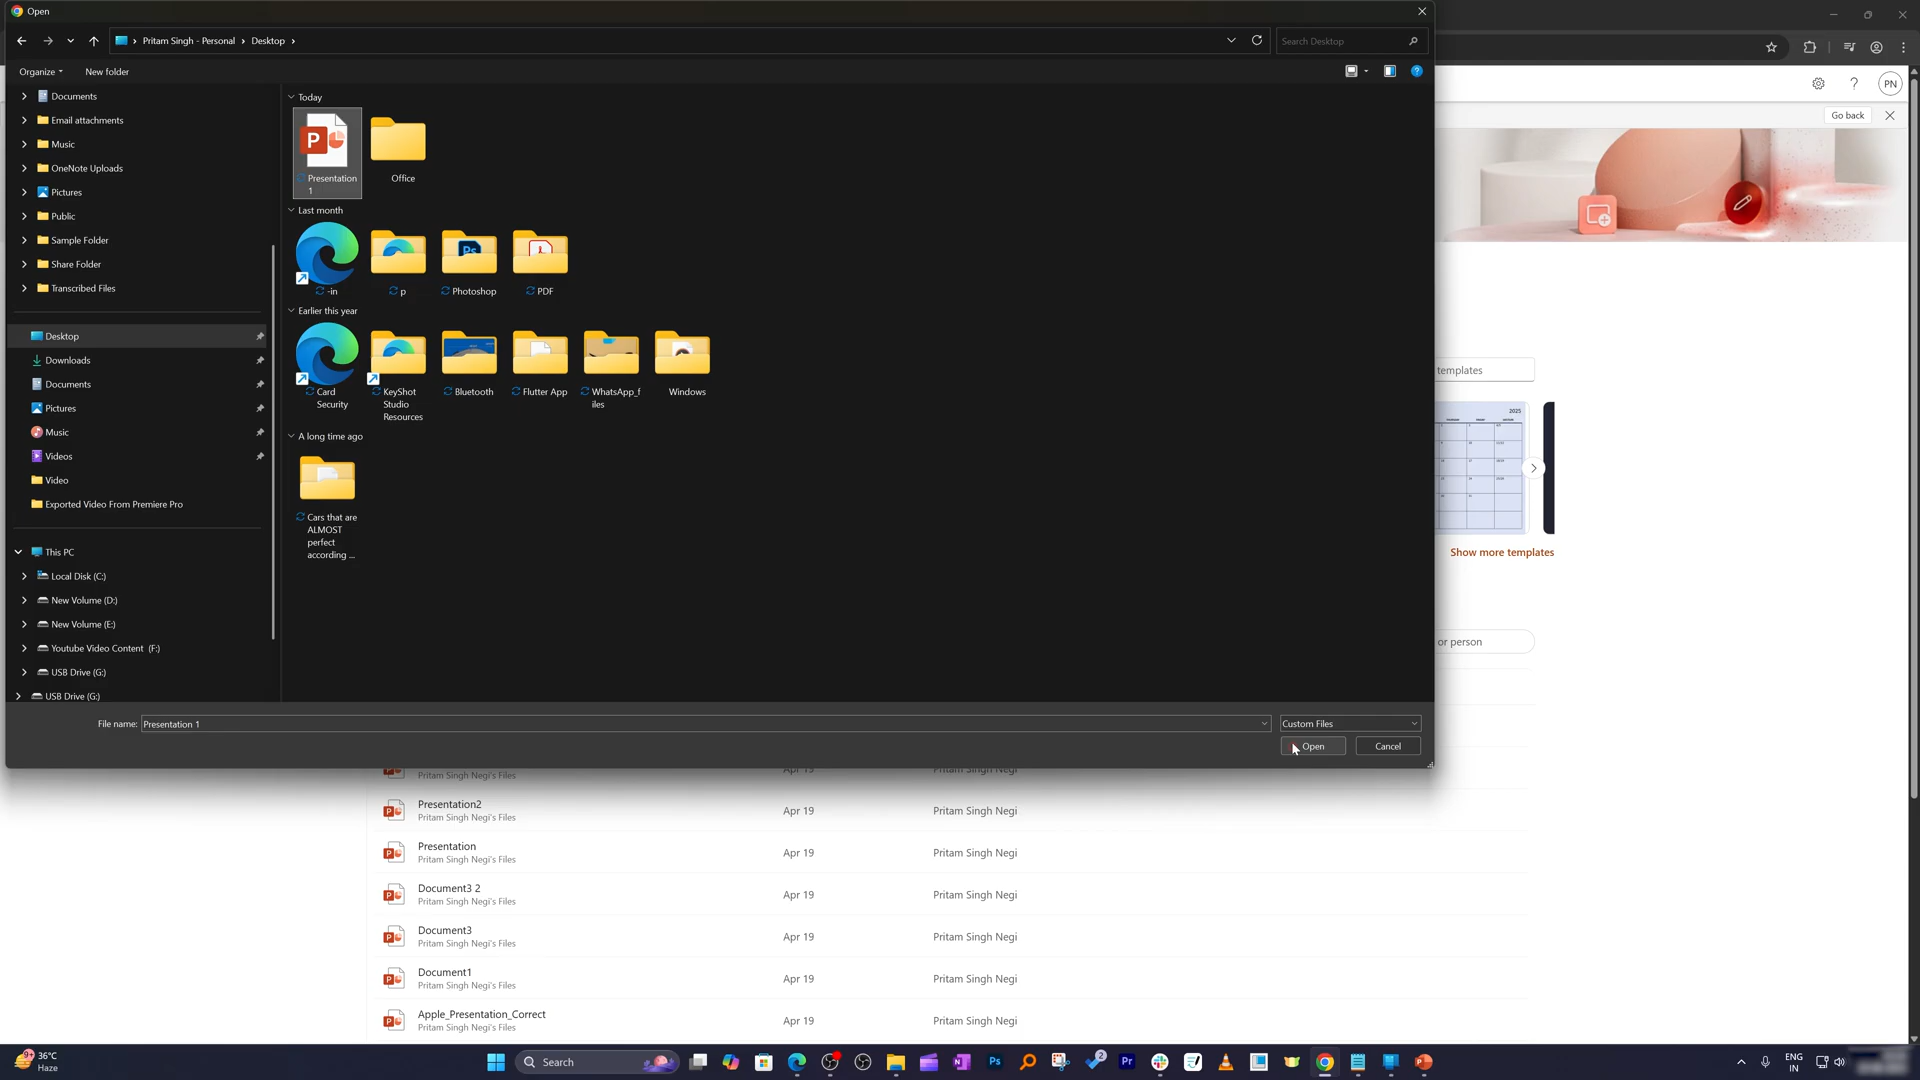 Open
Pritam Singh - Personal
Desktop
Search Desktop
Organize
New folder
PN
Go back
Documents
Email attachments
Music
OneNote Uploads
Pictures
Public
Sample Folder
Share Folder
Transcribed Files
Desktop
Downloads
Documents
Pictures
Music
Videos
Video
Exported Video From Premiere Pro
This PC
Local Disk (C:)
New Volume (D:)
New Volume (E:)
Youtube Video Content (F:)
USB Drive (G:)
USB Drive (G:)
Today
Presentation
1
Office
Last month
-in
p
Photoshop
PDF
Earlier this year
Card
Security
KeyShot
Studio
Resources
Bluetooth
Flutter App
WhatsApp_f
iles
Windows
A long time ago
Cars that are
ALMOST
perfect
according ...
File name:
Presentation 1
Custom Files
Open
Cancel
templates
2025
Show more templates
or person
Pritam Singh Negi's Files
Apr 19
Pritam Singh Negi
Presentation2
Pritam Singh Negi's Files
Apr 19
Pritam Singh Negi
Presentation
Pritam Singh Negi's Files
Apr 19
Pritam Singh Negi
Document3 2
Pritam Singh Negi's Files
Apr 19
Pritam Singh Negi
Document3
Pritam Singh Negi's Files
Apr 19
Pritam Singh Negi
Document1
Pritam Singh Negi's Files
Apr 19
Pritam Singh Negi
Apple_Presentation_Correct
Pritam Singh Negi's Files
Apr 19
Pritam Singh Negi
36°C
Haze
Search
ENG
IN